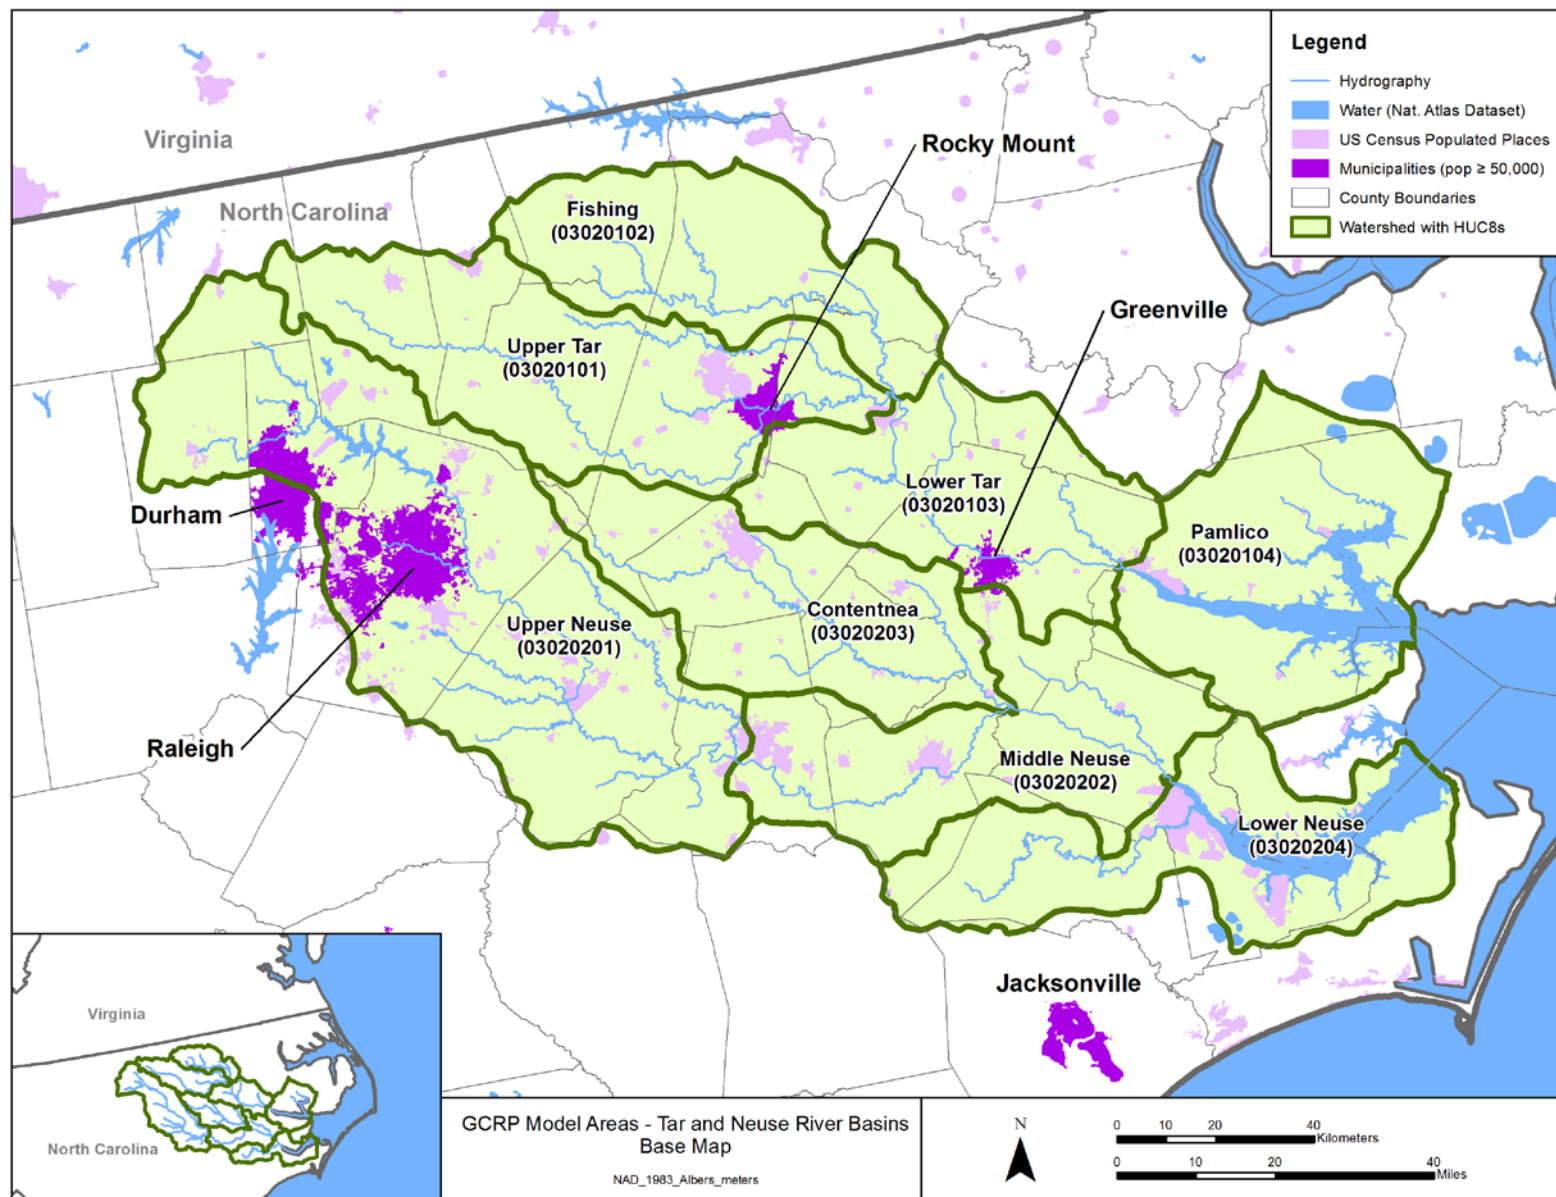 Legend
Hydrography
Water (Nat. Atlas Dataset)
US Census Populated Places
Municipalities (pop ≥ 50,000)
County Boundaries
Watershed with HUC8s
Virginia
North Carolina
Rocky Mount
Fishing
(03020102)
Greenville
Upper Tar
(03020101)
Lower Tar
(03020103)
Durham
Pamlico
(03020104)
Contentnea
(03020203)
Upper Neuse
(03020201)
Raleigh
Middle Neuse
(03020202)
Lower Neuse
(03020204)
Jacksonville
Virginia
North Carolina
GCRP Model Areas - Tar and Neuse River Basins
Base Map
NAD_1983_Albers_meters
N
0 10 20 40
Kilometers
0 10 20 40
Miles